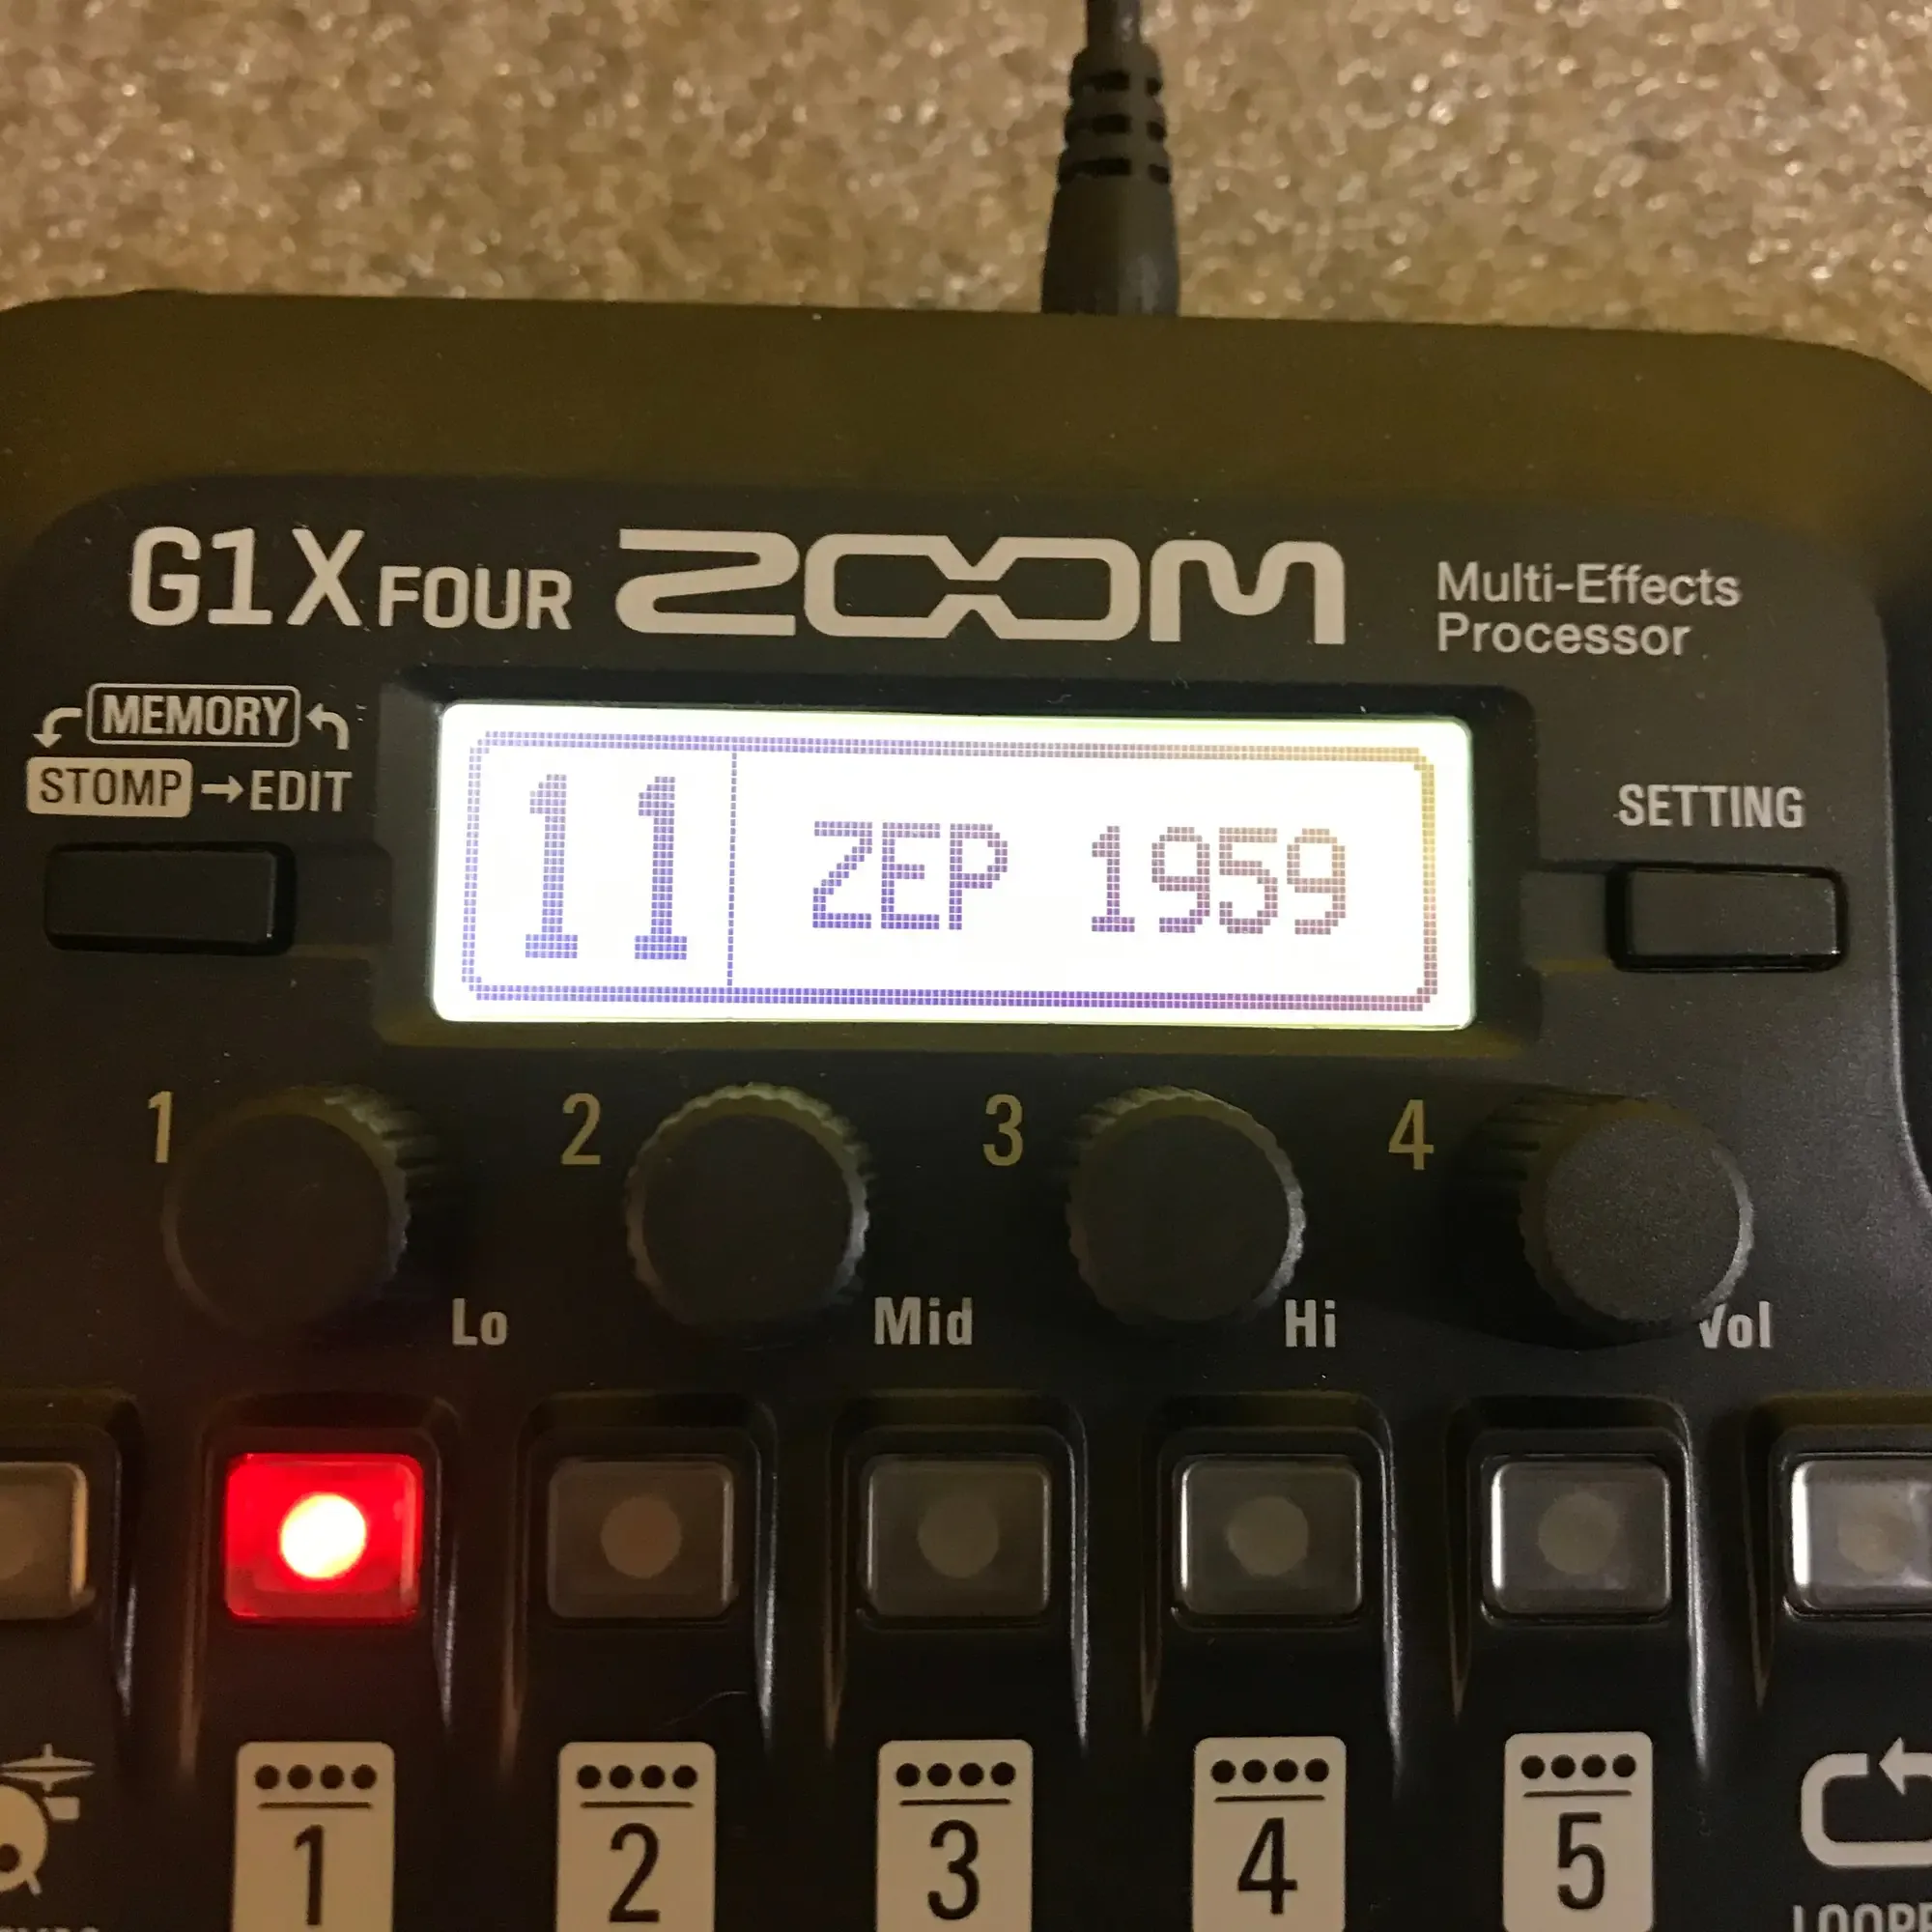 G1X FOUR ZOOM Multi-Effects
Processor
MEMORY
STOMP → EDIT
SETTING
11 ZEP 1959
1 2 3 4
Lo Mid Hi Vol
1 2 3 4 5